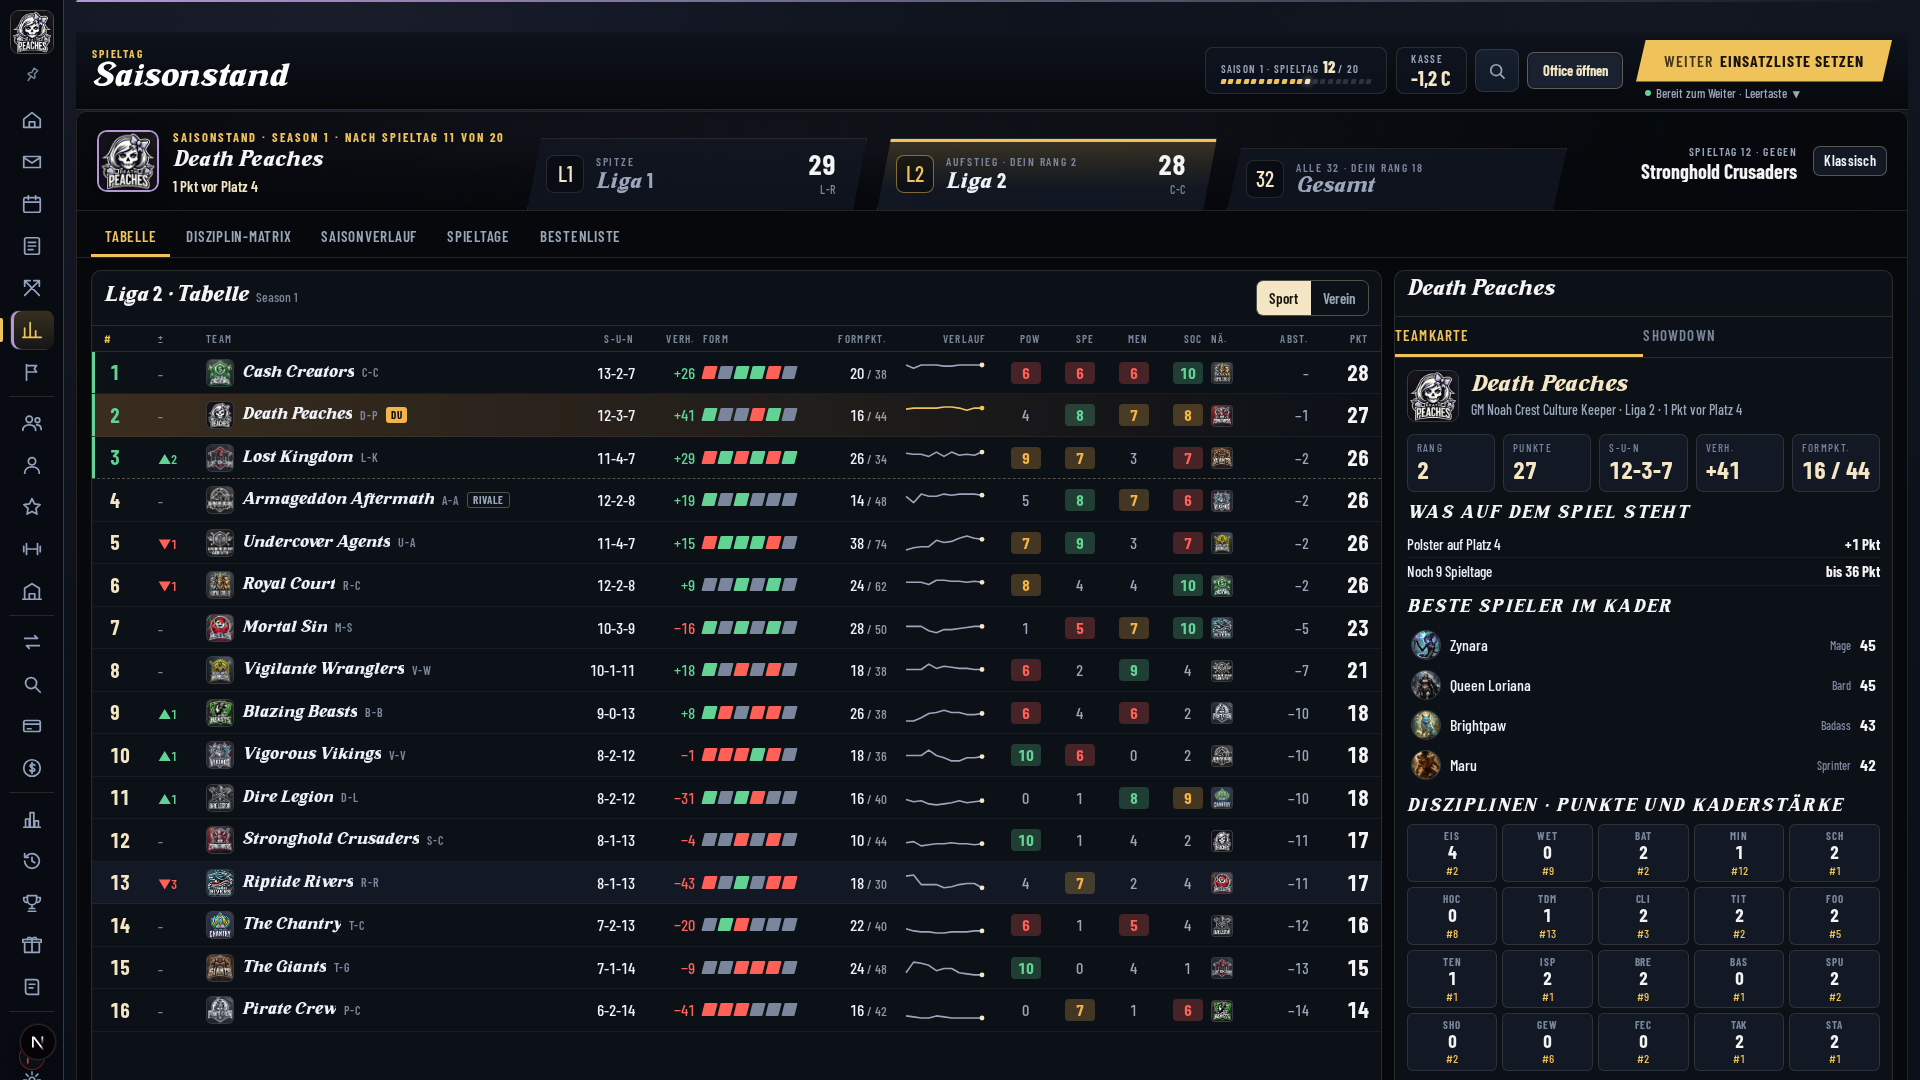 SPIELTAG
Saisonstand
SAISON 1 · SPIELTAG 12 / 20
KASSE
-1,2 C
Office öffnen
WEITER EINSATZLISTE SETZEN
Bereit zum Weiter · Leertaste ▼
SAISONSTAND · SEASON 1 · NACH SPIELTAG 11 VON 20
Death Peaches
1 Pkt vor Platz 4
L1 SPITZE Liga 1 29 L-R
L2 AUFSTIEG · DEIN RANG 2 Liga 2 28 C-C
32 ALLE 32 · DEIN RANG 18 Gesamt
SPIELTAG 12 · GEGEN
Stronghold Crusaders
Klassisch
TABELLE DISZIPLIN-MATRIX SAISONVERLAUF SPIELTAGE BESTENLISTE
Liga 2 · Tabelle Season 1
Sport Verein
# ± TEAM S-U-N VERH. FORM FORMPKT. VERLAUF POW SPE MEN SOC NÄ. ABST. PKT
1 - Cash Creators C-C 13-2-7 +26 20 / 38 6 6 6 10 - 28
2 - Death Peaches D-P DU 12-3-7 +41 16 / 44 4 8 7 8 −1 27
3 ▲2 Lost Kingdom L-K 11-4-7 +29 26 / 34 9 7 3 7 −2 26
4 - Armageddon Aftermath A-A RIVALE 12-2-8 +19 14 / 48 5 8 7 6 −2 26
5 ▼1 Undercover Agents U-A 11-4-7 +15 38 / 74 7 9 3 7 −2 26
6 ▼1 Royal Court R-C 12-2-8 +9 24 / 62 8 4 4 10 −2 26
7 - Mortal Sin M-S 10-3-9 −16 28 / 50 1 5 7 10 −5 23
8 - Vigilante Wranglers V-W 10-1-11 +18 18 / 38 6 2 9 4 −7 21
9 ▲1 Blazing Beasts B-B 9-0-13 +8 26 / 38 6 4 6 2 −10 18
10 ▲1 Vigorous Vikings V-V 8-2-12 −1 18 / 36 10 6 0 2 −10 18
11 ▲1 Dire Legion D-L 8-2-12 −31 16 / 40 0 1 8 9 −10 18
12 - Stronghold Crusaders S-C 8-1-13 −4 10 / 44 10 1 4 2 −11 17
13 ▼3 Riptide Rivers R-R 8-1-13 −43 18 / 30 4 7 2 4 −11 17
14 - The Chantry T-C 7-2-13 −20 22 / 40 6 1 5 4 −12 16
15 - The Giants T-G 7-1-14 −9 24 / 48 10 0 4 1 −13 15
16 - Pirate Crew P-C 6-2-14 −41 16 / 42 0 7 1 6 −14 14
Death Peaches
TEAMKARTE SHOWDOWN
Death Peaches
GM Noah Crest Culture Keeper · Liga 2 · 1 Pkt vor Platz 4
RANG PUNKTE S-U-N VERH. FORMPKT.
2 27 12-3-7 +41 16 / 44
WAS AUF DEM SPIEL STEHT
Polster auf Platz 4 +1 Pkt
Noch 9 Spieltage bis 36 Pkt
BESTE SPIELER IM KADER
Zynara Mage 45
Queen Loriana Bard 45
Brightpaw Badass 43
Maru Sprinter 42
DISZIPLINEN · PUNKTE UND KADERSTÄRKE
EIS WET BAT MIN SCH
4 0 2 1 2
#2 #9 #2 #12 #1
HOC TDM CLI TIT FOO
0 1 2 2 2
#8 #13 #3 #2 #5
TEN ISP BRE BAS SPU
1 2 2 0 2
#1 #1 #9 #1 #2
SHO GEW FEC TAK STA
0 0 0 2 2
#2 #6 #2 #1 #1
N